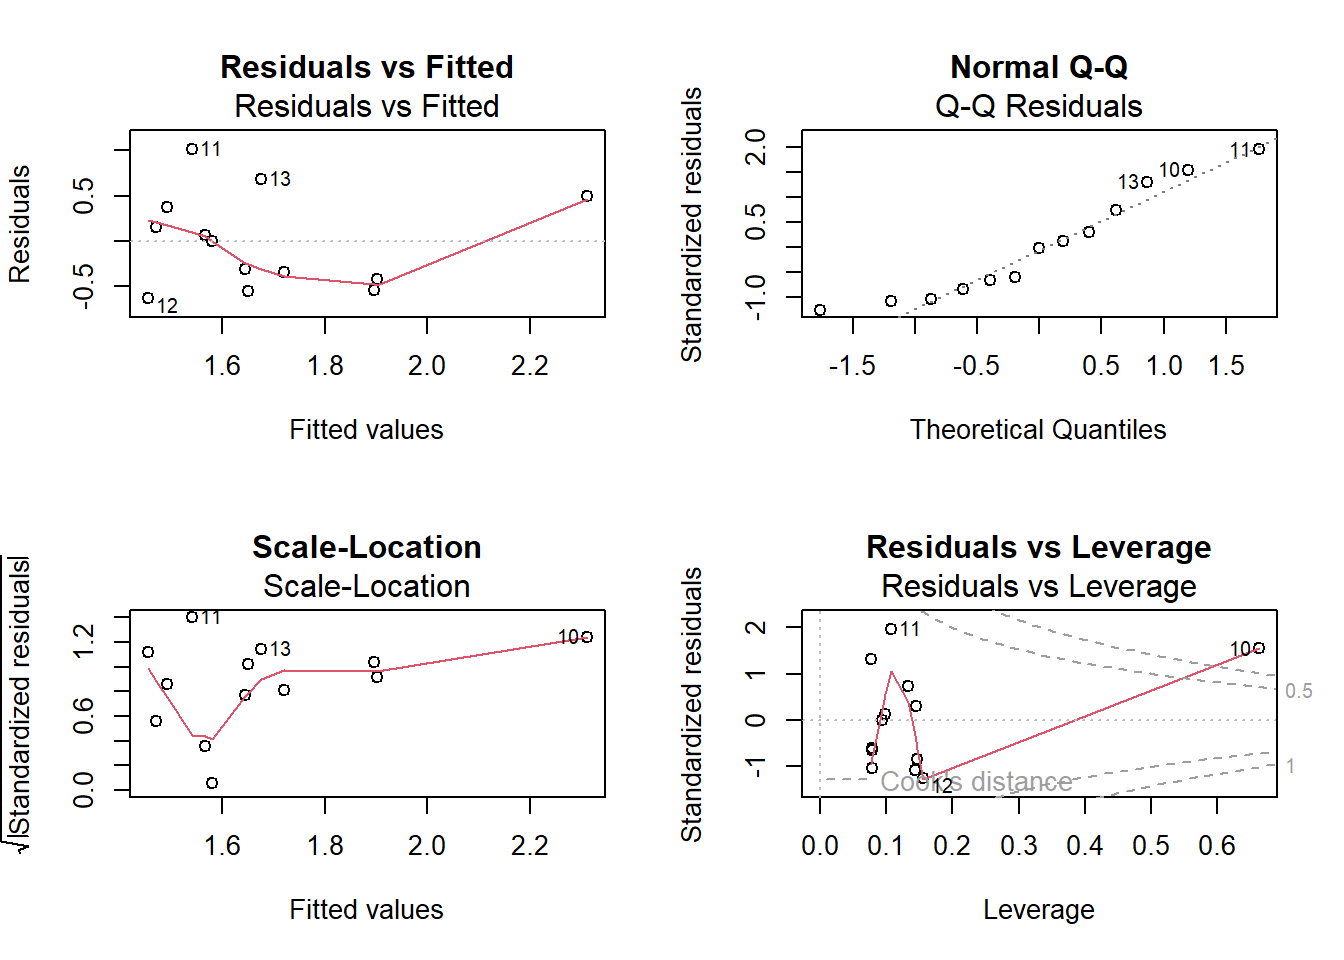 Residuals vs Fitted
Residuals vs Fitted
Residuals
0.5
-0.5
11
13
12
1.6
1.8
2.0
2.2
Fitted values
Normal Q-Q
Q-Q Residuals
Standardized residuals
2.0
0.5
-1.0
13
10
11
-1.5
-0.5
0.5
1.0
1.5
Theoretical Quantiles
Scale-Location
Scale-Location
√|Standardized residuals|
1.2
0.6
0.0
11
13
10
1.6
1.8
2.0
2.2
Fitted values
Residuals vs Leverage
Residuals vs Leverage
Standardized residuals
2
1
0
-1
11
10
12
Cook's distance
0.5
1
0.0
0.1
0.2
0.3
0.4
0.5
0.6
Leverage